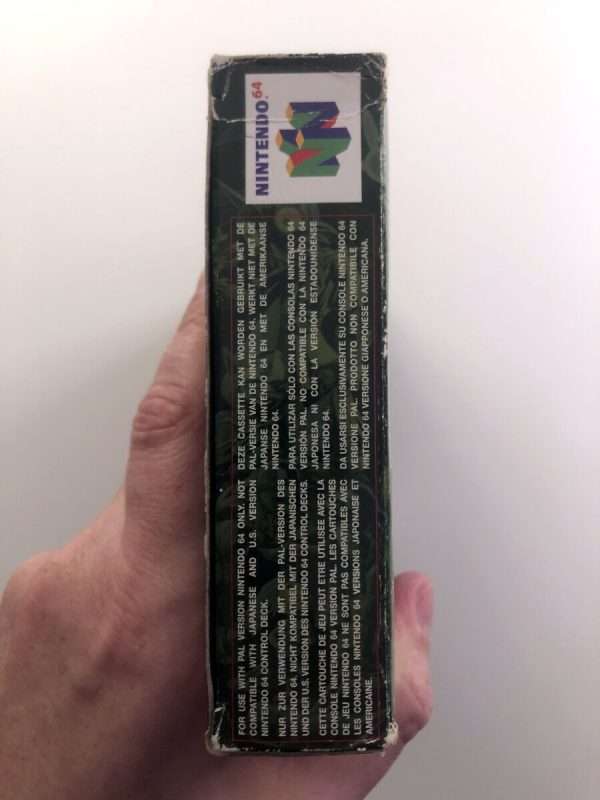 NINTENDO 64
FOR USE WITH PAL VERSION NINTENDO 64 ONLY. NOT
COMPATIBLE WITH JAPANESE AND U.S. VERSION
NINTENDO 64 CONTROL DECK.
NUR ZUR VERWENDUNG MIT DER PAL-VERSION DES
NINTENDO 64. NICHT KOMPATIBEL MIT DER JAPANISCHEN
UND DER U.S. VERSION DES NINTENDO 64 CONTROL DECKS.
CETTE CARTOUCHE DE JEU PEUT ETRE UTILISEE AVEC LA
CONSOLE NINTENDO 64 VERSION PAL. LES CARTOUCHES
DE JEU NINTENDO 64 NE SONT PAS COMPATIBLES AVEC
LES CONSOLES NINTENDO 64 VERSIONS JAPONAISE ET
AMERICAINE.
DEZE CASSETTE KAN WORDEN GEBRUIKT MET DE
PAL-VERSIE VAN DE NINTENDO 64. WERKT NIET MET DE
JAPANSE NINTENDO 64 EN MET DE AMERIKAANSE
NINTENDO 64.
PARA UTILIZAR SÓLO CON LAS CONSOLAS NINTENDO 64
VERSIÓN PAL. NO COMPATIBLE CON LA NINTENDO 64
JAPONESA NI CON LA VERSIÓN ESTADOUNIDENSE
NINTENDO 64.
DA USARSI ESCLUSIVAMENTE SU CONSOLE NINTENDO 64
VERSIONE PAL. PRODOTTO NON COMPATIBILE CON
NINTENDO 64 VERSIONE GIAPPONESE O AMERICANA.